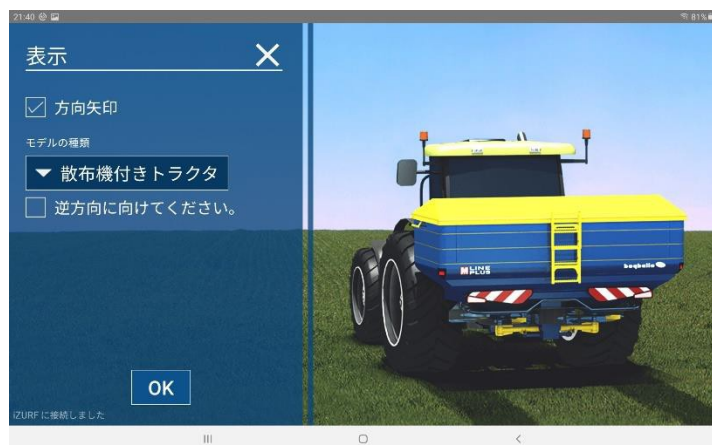 21:40
81%
表示
方向矢印
モデルの種類
散布機付きトラクタ
逆方向に向けてください。
OK
iZURF に接続しました
M LINE
PLUS
bogballe